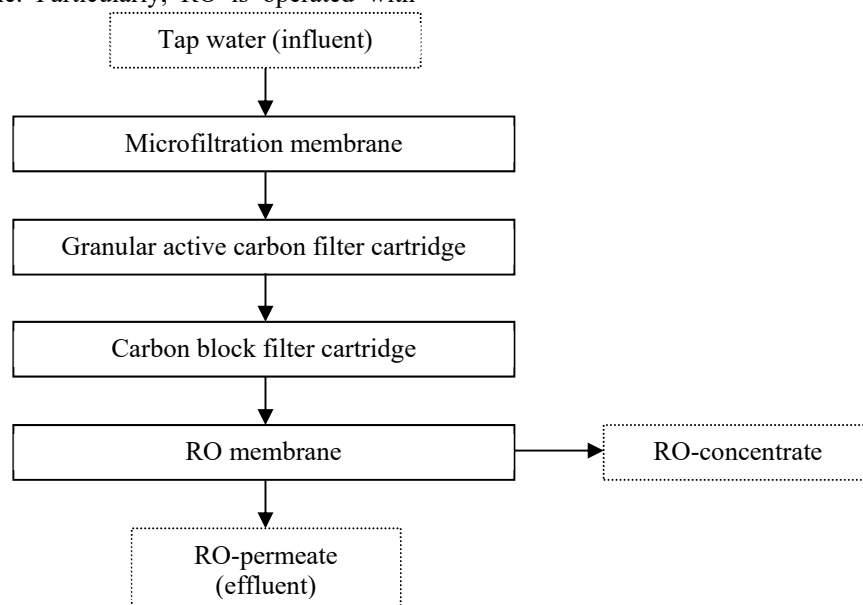 Particularly, RO is operated with
Tap water (influent)
Microfiltration membrane
Granular active carbon filter cartridge
Carbon block filter cartridge
RO membrane
RO-concentrate
RO-permeate
(effluent)